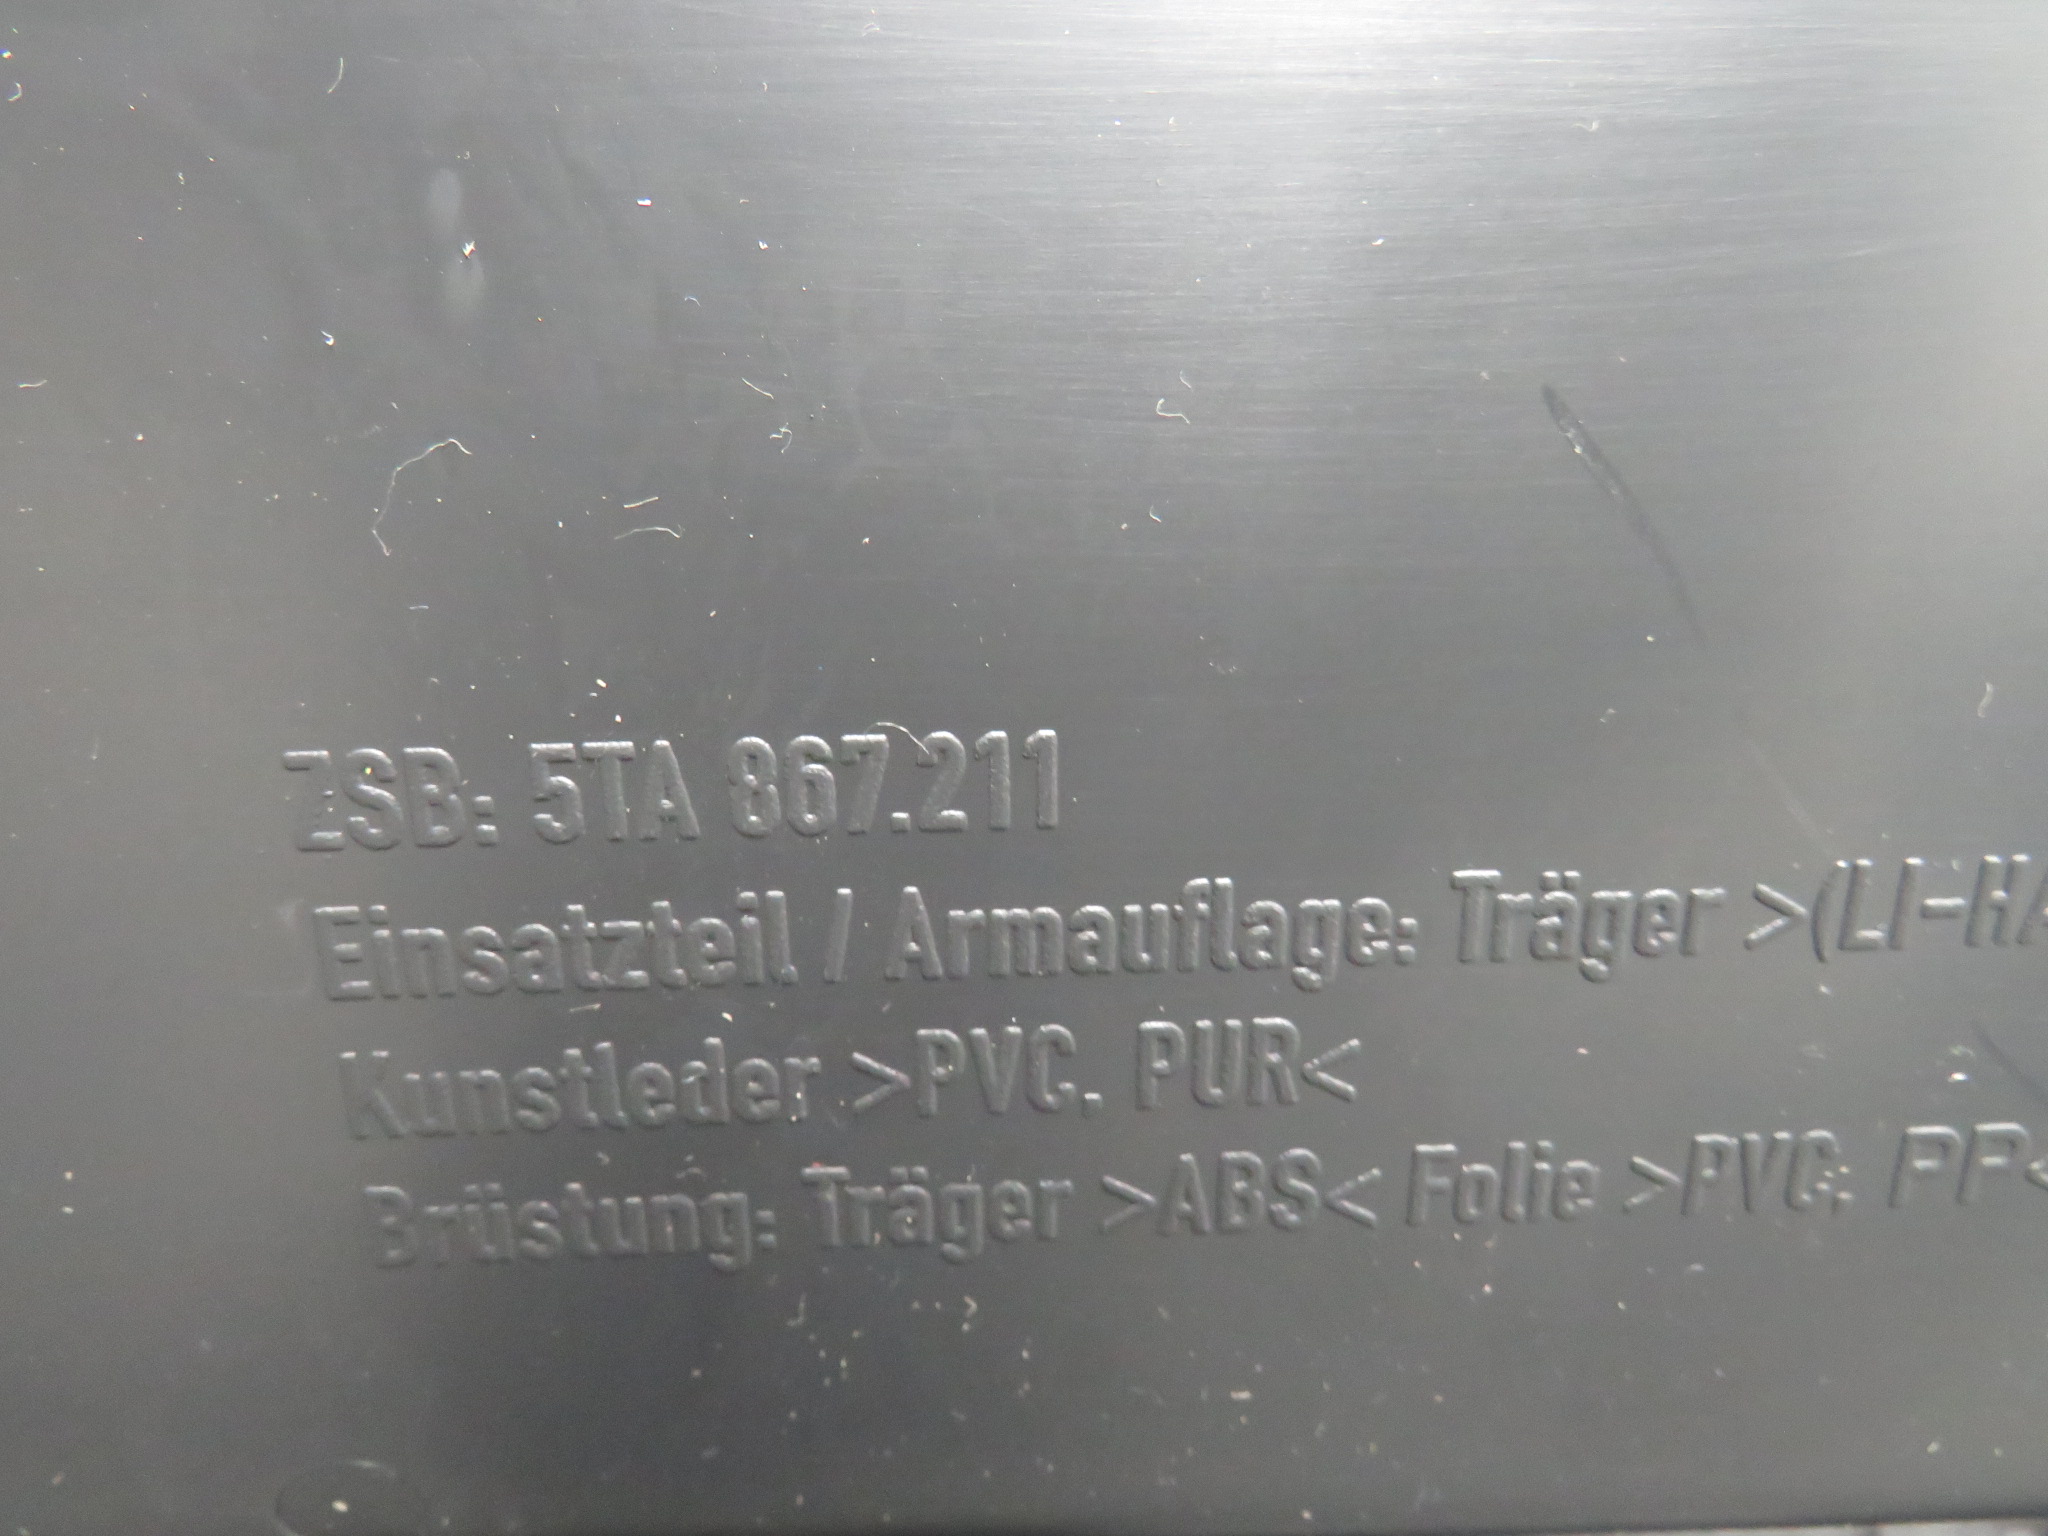 ZSB: 5TA 867.211
Einsatzteil / Armauflage: Träger >(LI-HA
Kunstleder >PVC, PUR<
Brüstung: Träger >ABS< Folie >PVC, PP<